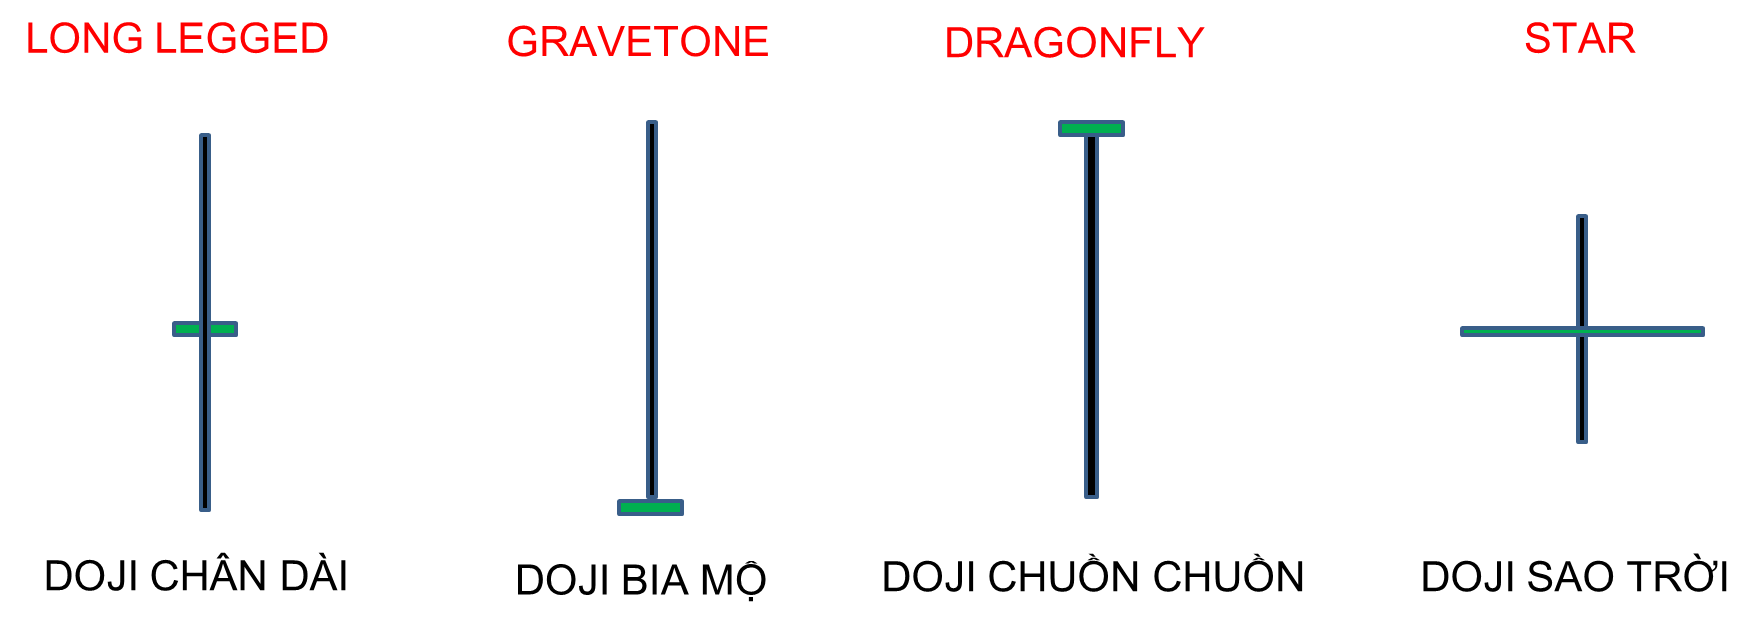 LONG LEGGED
GRAVETONE
DRAGONFLY
STAR
DOJI CHÂN DÀI
DOJI BIA MỘ
DOJI CHUỒN CHUỒN
DOJI SAO TRỜI